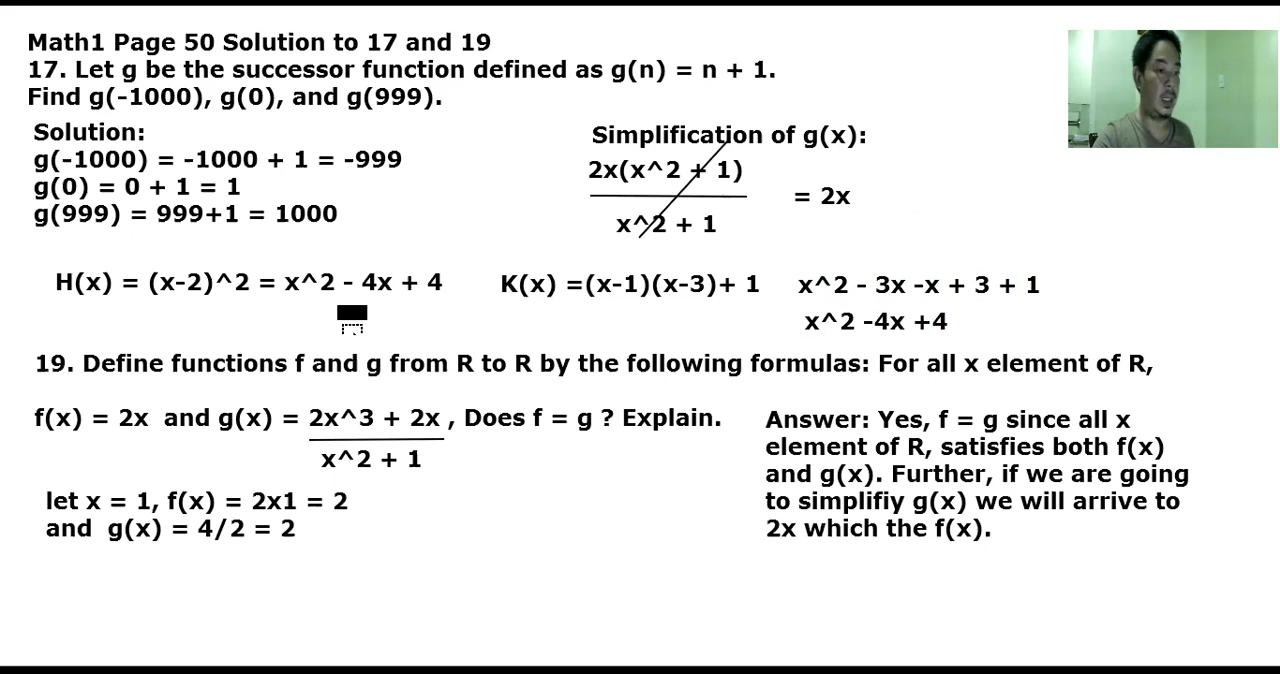 Math1 Page 50 Solution to 17 and 19
17. Let g be the successor function defined as g(n) = n + 1.
Find g(-1000), g(0), and g(999).
Solution:
g(-1000) = -1000 + 1 = -999
g(0) = 0 + 1 = 1
g(999) = 999+1 = 1000
Simplification of g(x):
2x(x^2 + 1)
= 2x
x^2 + 1
H(x) = (x-2)^2 = x^2 - 4x + 4
K(x) =(x-1)(x-3)+ 1
x^2 - 3x -x + 3 + 1
x^2 -4x +4
19. Define functions f and g from R to R by the following formulas: For all x element of R,
f(x) = 2x and g(x) = 2x^3 + 2x , Does f = g ? Explain.
x^2 + 1
let x = 1, f(x) = 2x1 = 2
and g(x) = 4/2 = 2
Answer: Yes, f = g since all x
element of R, satisfies both f(x)
and g(x). Further, if we are going
to simplifiy g(x) we will arrive to
2x which the f(x).